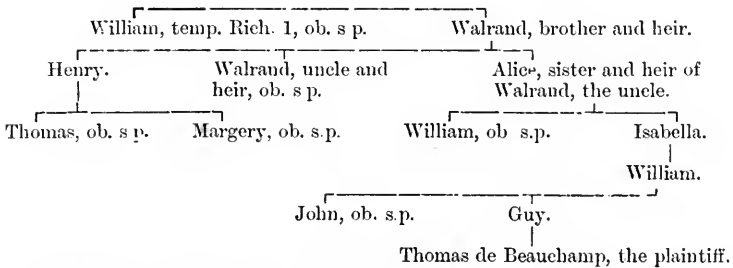 William, temp. Rich. 1, ob. s p. Walrand, brother and heir.
Henry. Walrand, uncle and Alice, sister and heir of
heir, ob. s p. Walrand, the uncle.
Thomas, ob. s p. Margery, ob. s.p. William, ob s.p. Isabella.
William.
John, ob. s.p. Guy.
Thomas de Beauchamp, the plaintiff.